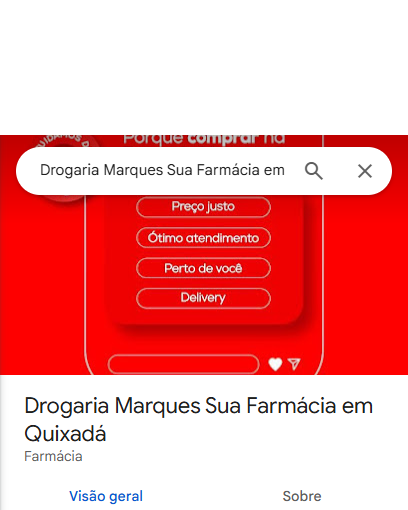 Porque comprar na
Drogaria Marques Sua Farmácia em
Preço justo
Ótimo atendimento
Perto de você
Delivery
Drogaria Marques Sua Farmácia em
Quixadá
Farmácia
Visão geral
Sobre